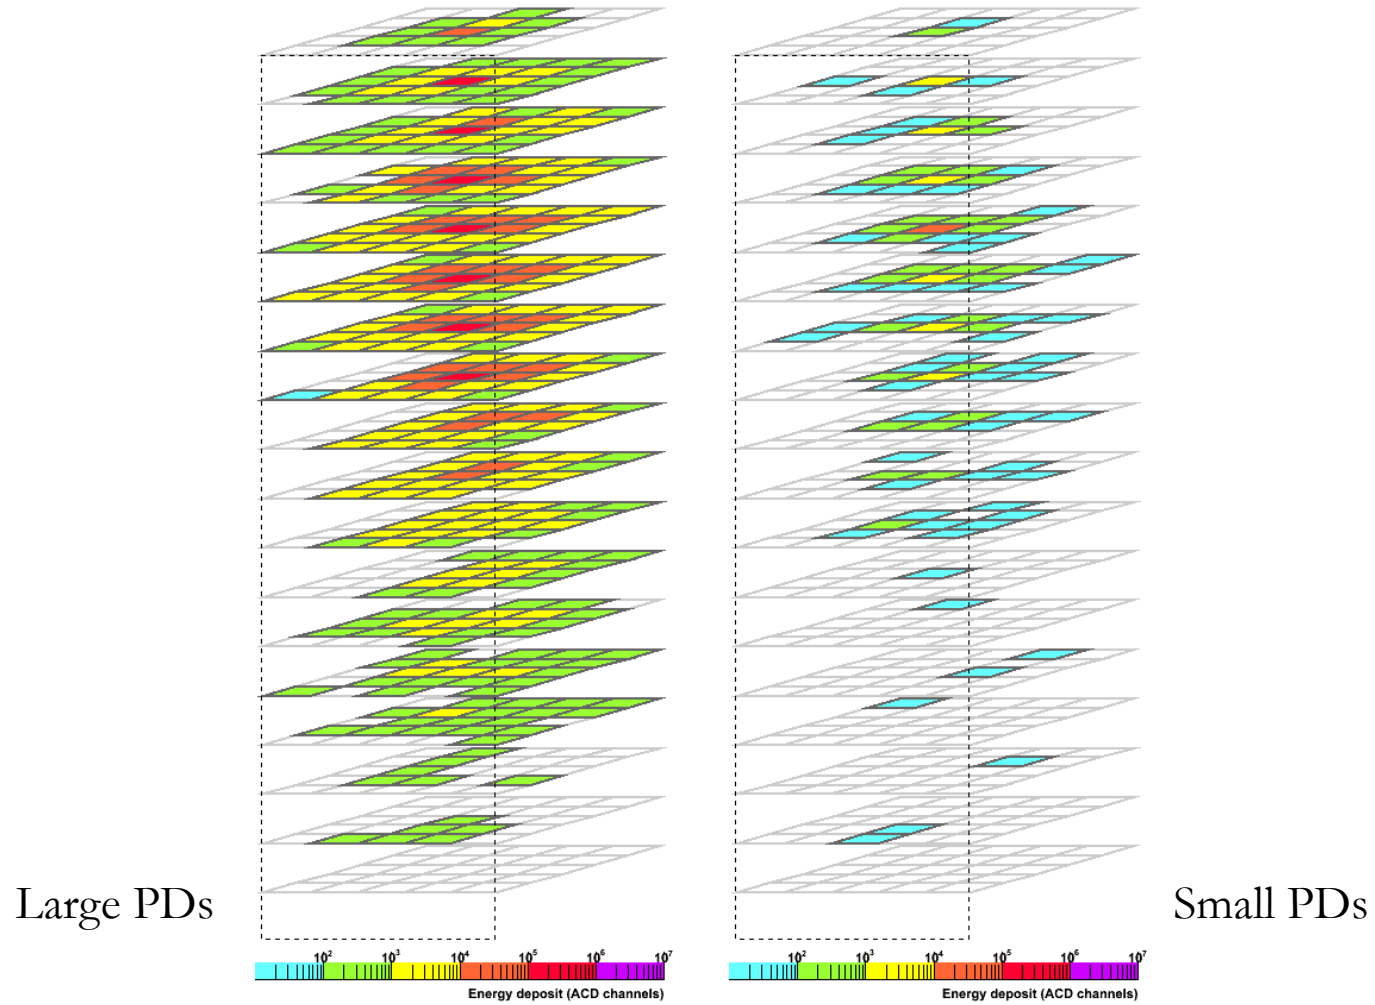 Large PDs
Small PDs
10² 10³ 10⁴ 10⁵ 10⁶ 10⁷
Energy deposit (ACD channels)
10² 10³ 10⁴ 10⁵ 10⁶ 10⁷
Energy deposit (ACD channels)